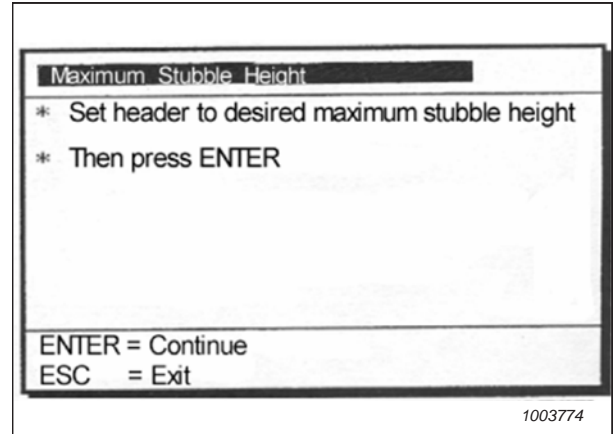 Maximum Stubble Height
* Set header to desired maximum stubble height
* Then press ENTER
ENTER = Continue
ESC = Exit
1003774